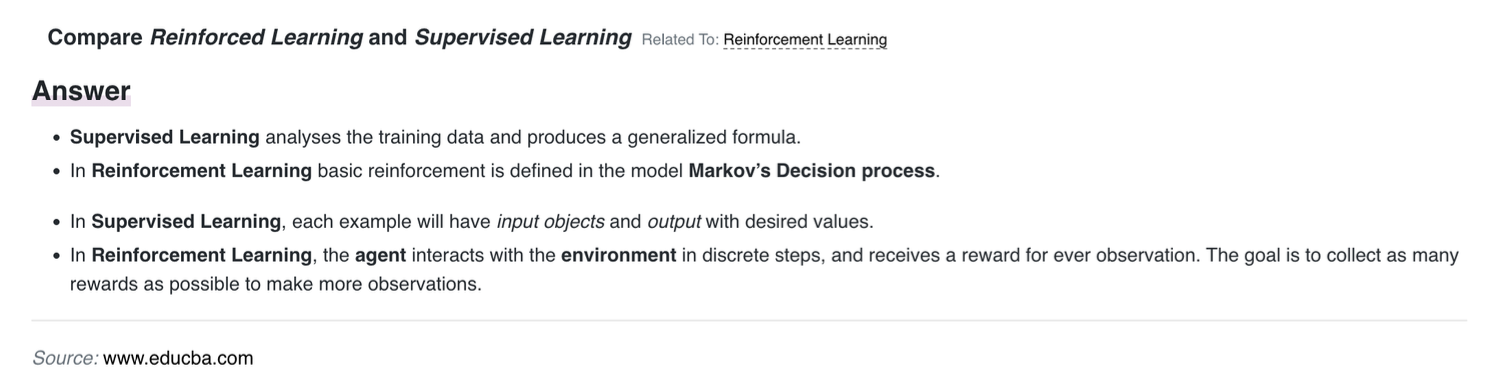 Compare Reinforced Learning and Supervised Learning Related To: Reinforcement Learning
Answer
• Supervised Learning analyses the training data and produces a generalized formula.
• In Reinforcement Learning basic reinforcement is defined in the model Markov’s Decision process.
• In Supervised Learning, each example will have input objects and output with desired values.
• In Reinforcement Learning, the agent interacts with the environment in discrete steps, and receives a reward for ever observation. The goal is to collect as many
rewards as possible to make more observations.
Source: www.educba.com